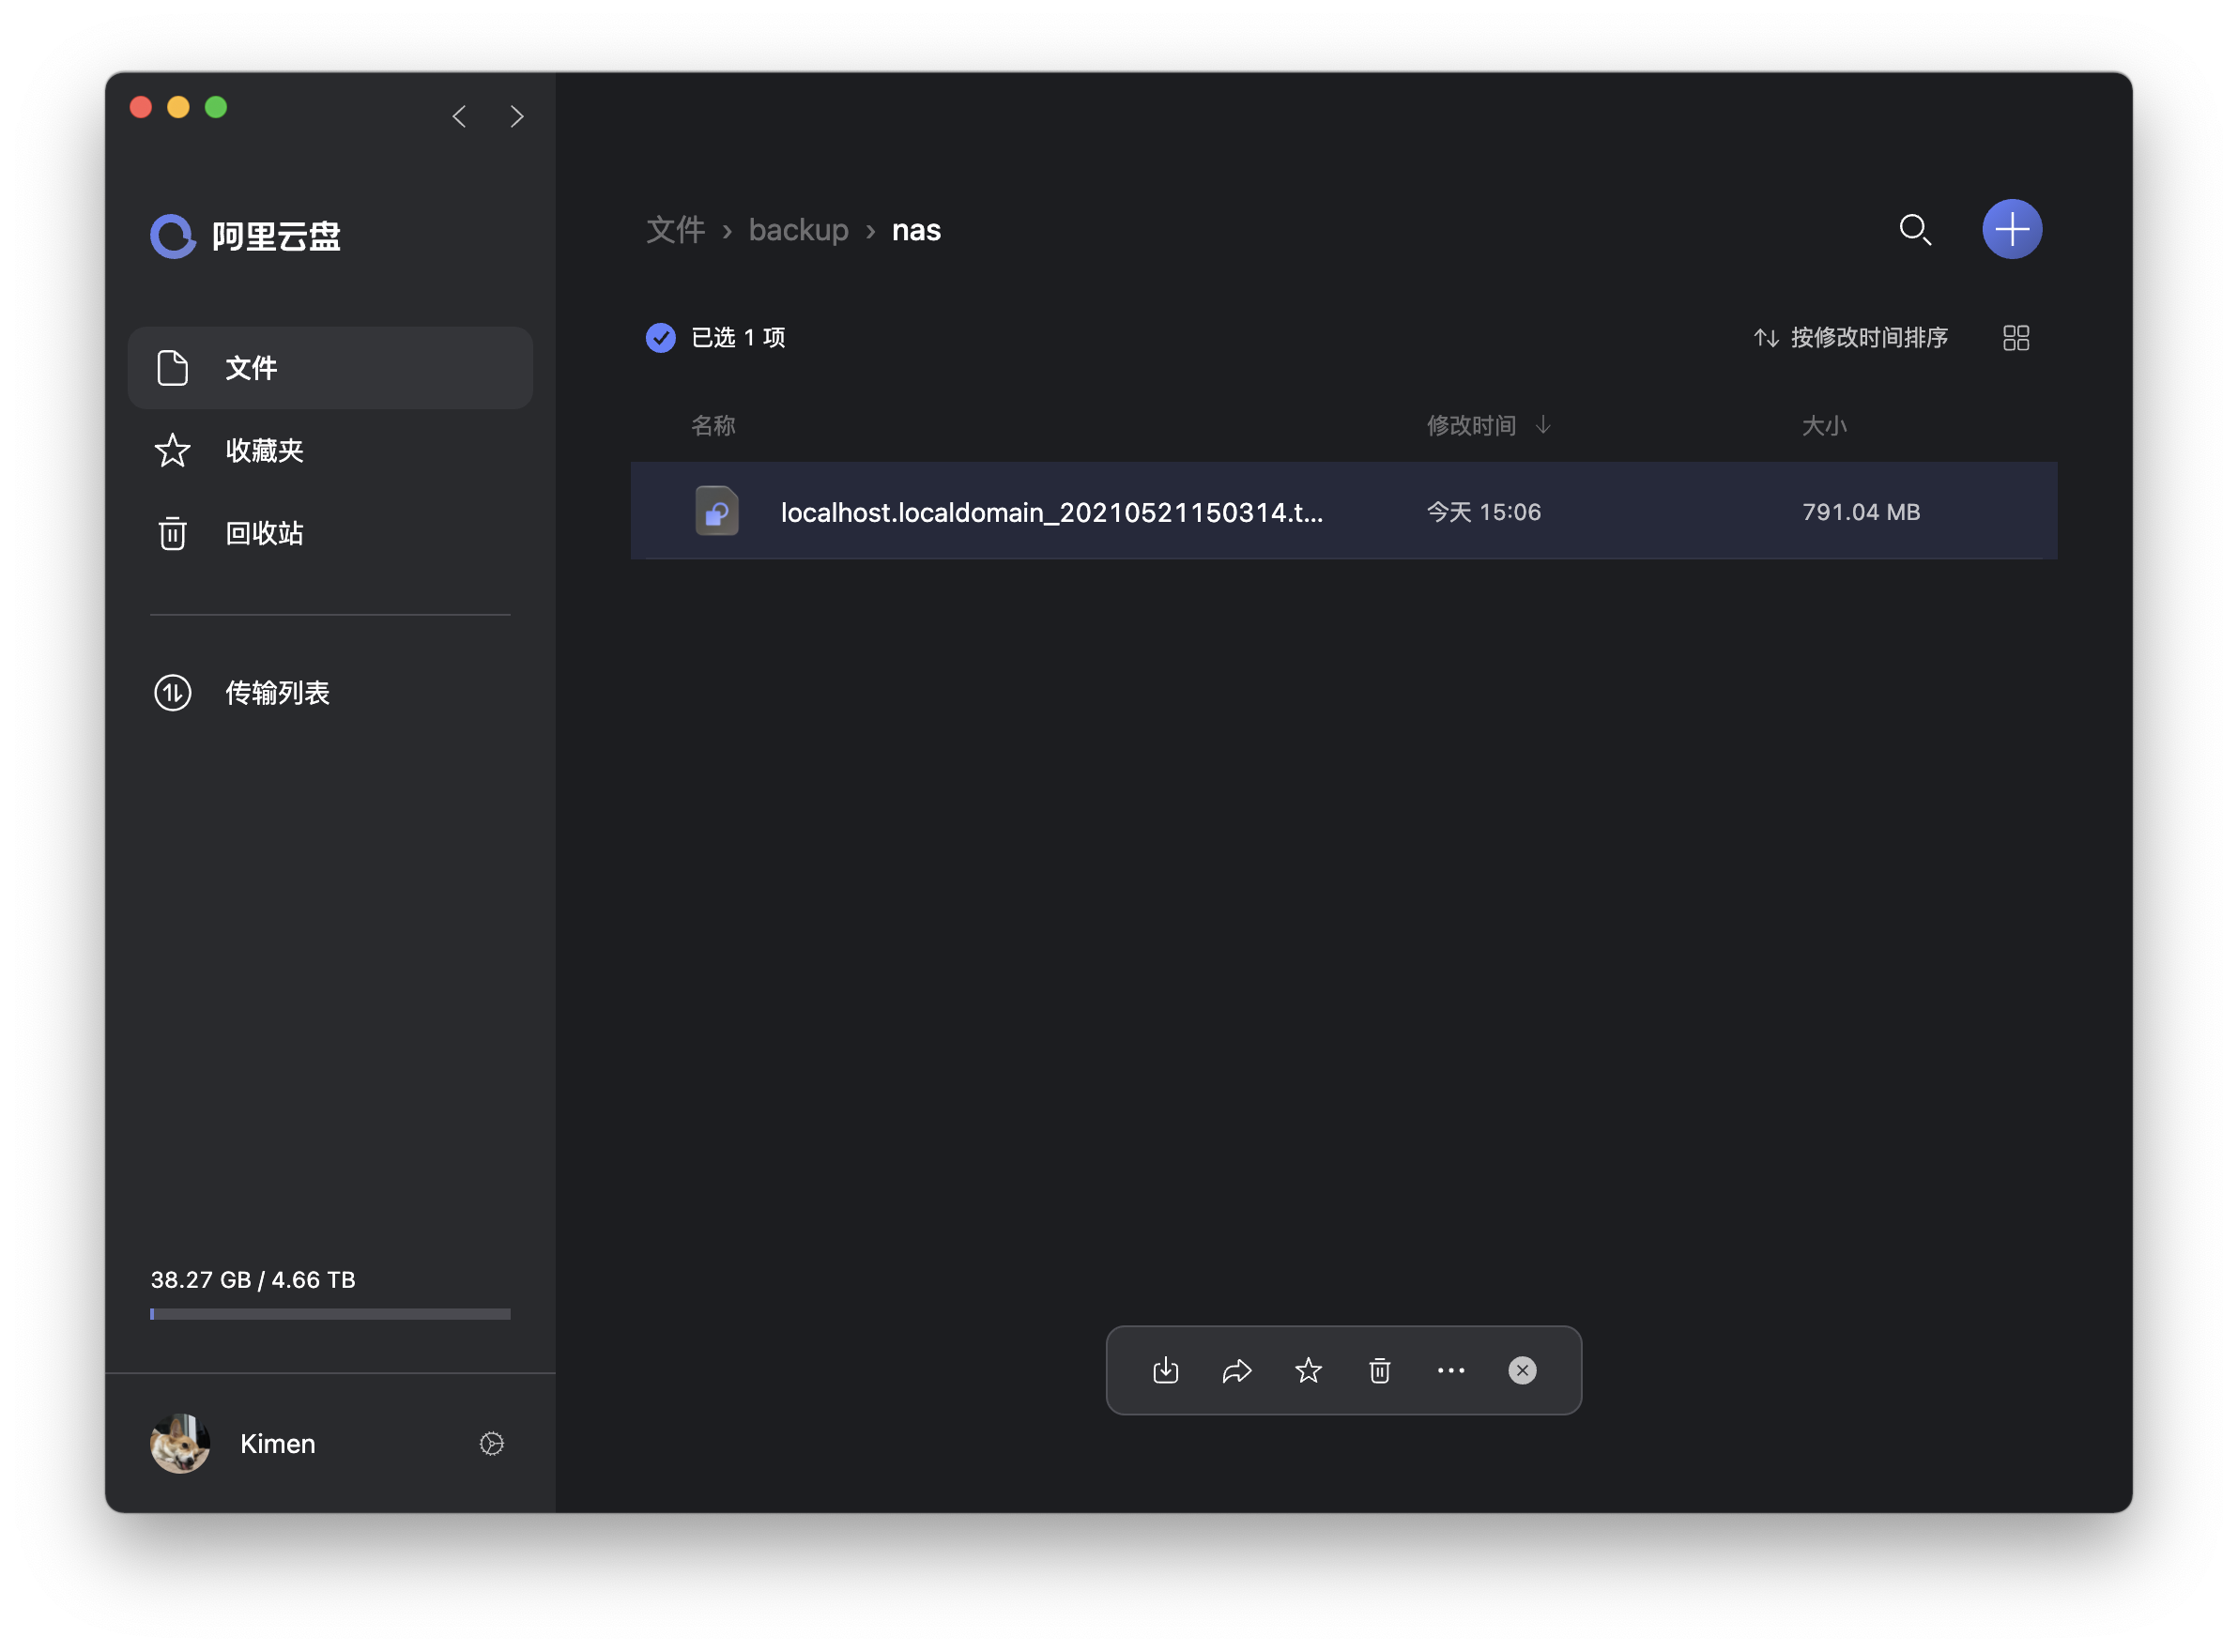 阿里云盘
文件
收藏夹
回收站
传输列表
38.27 GB / 4.66 TB
Kimen
文件 › backup › nas
已选 1 项
按修改时间排序
名称 修改时间 大小
localhost.localdomain_20210521150314.t... 今天 15:06 791.04 MB